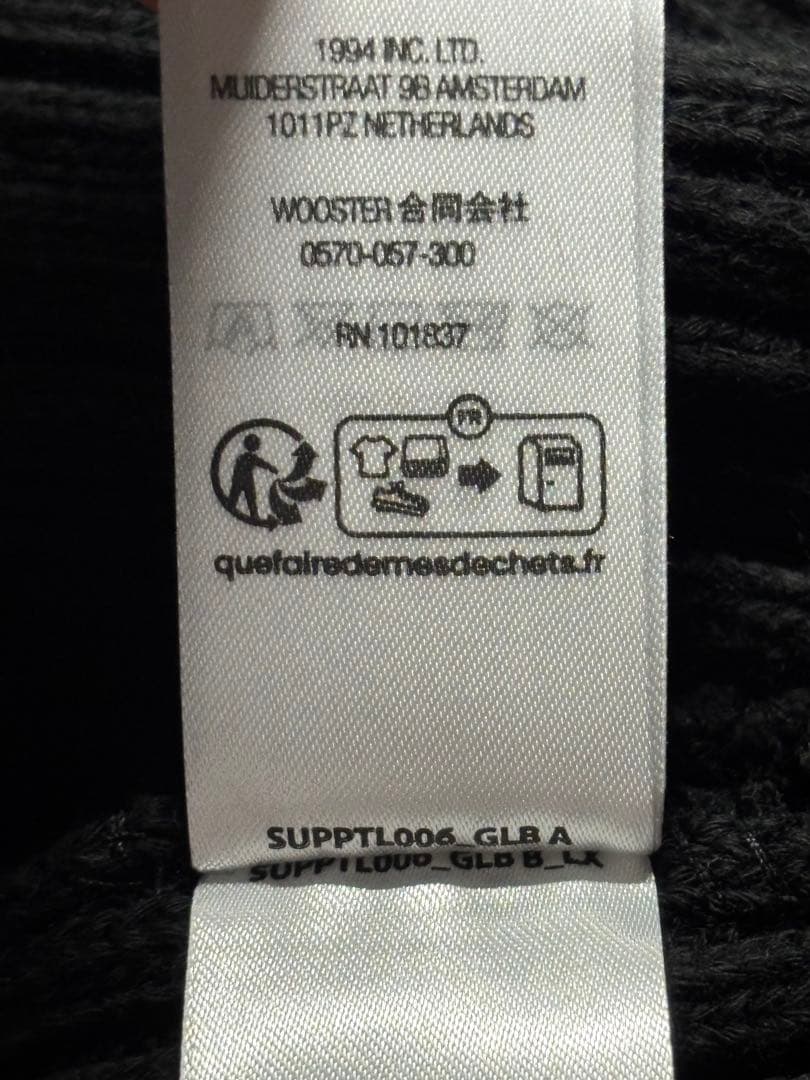 1994 INC. LTD.
MUIDERSTRAAT 9B AMSTERDAM
1011PZ NETHERLANDS
WOOSTER 合同会社
0570-057-300
RN 101837
FR
quefairedemesdechets.fr
SUPPTL006_GLB A
SUPPTL006_GLB B_LX